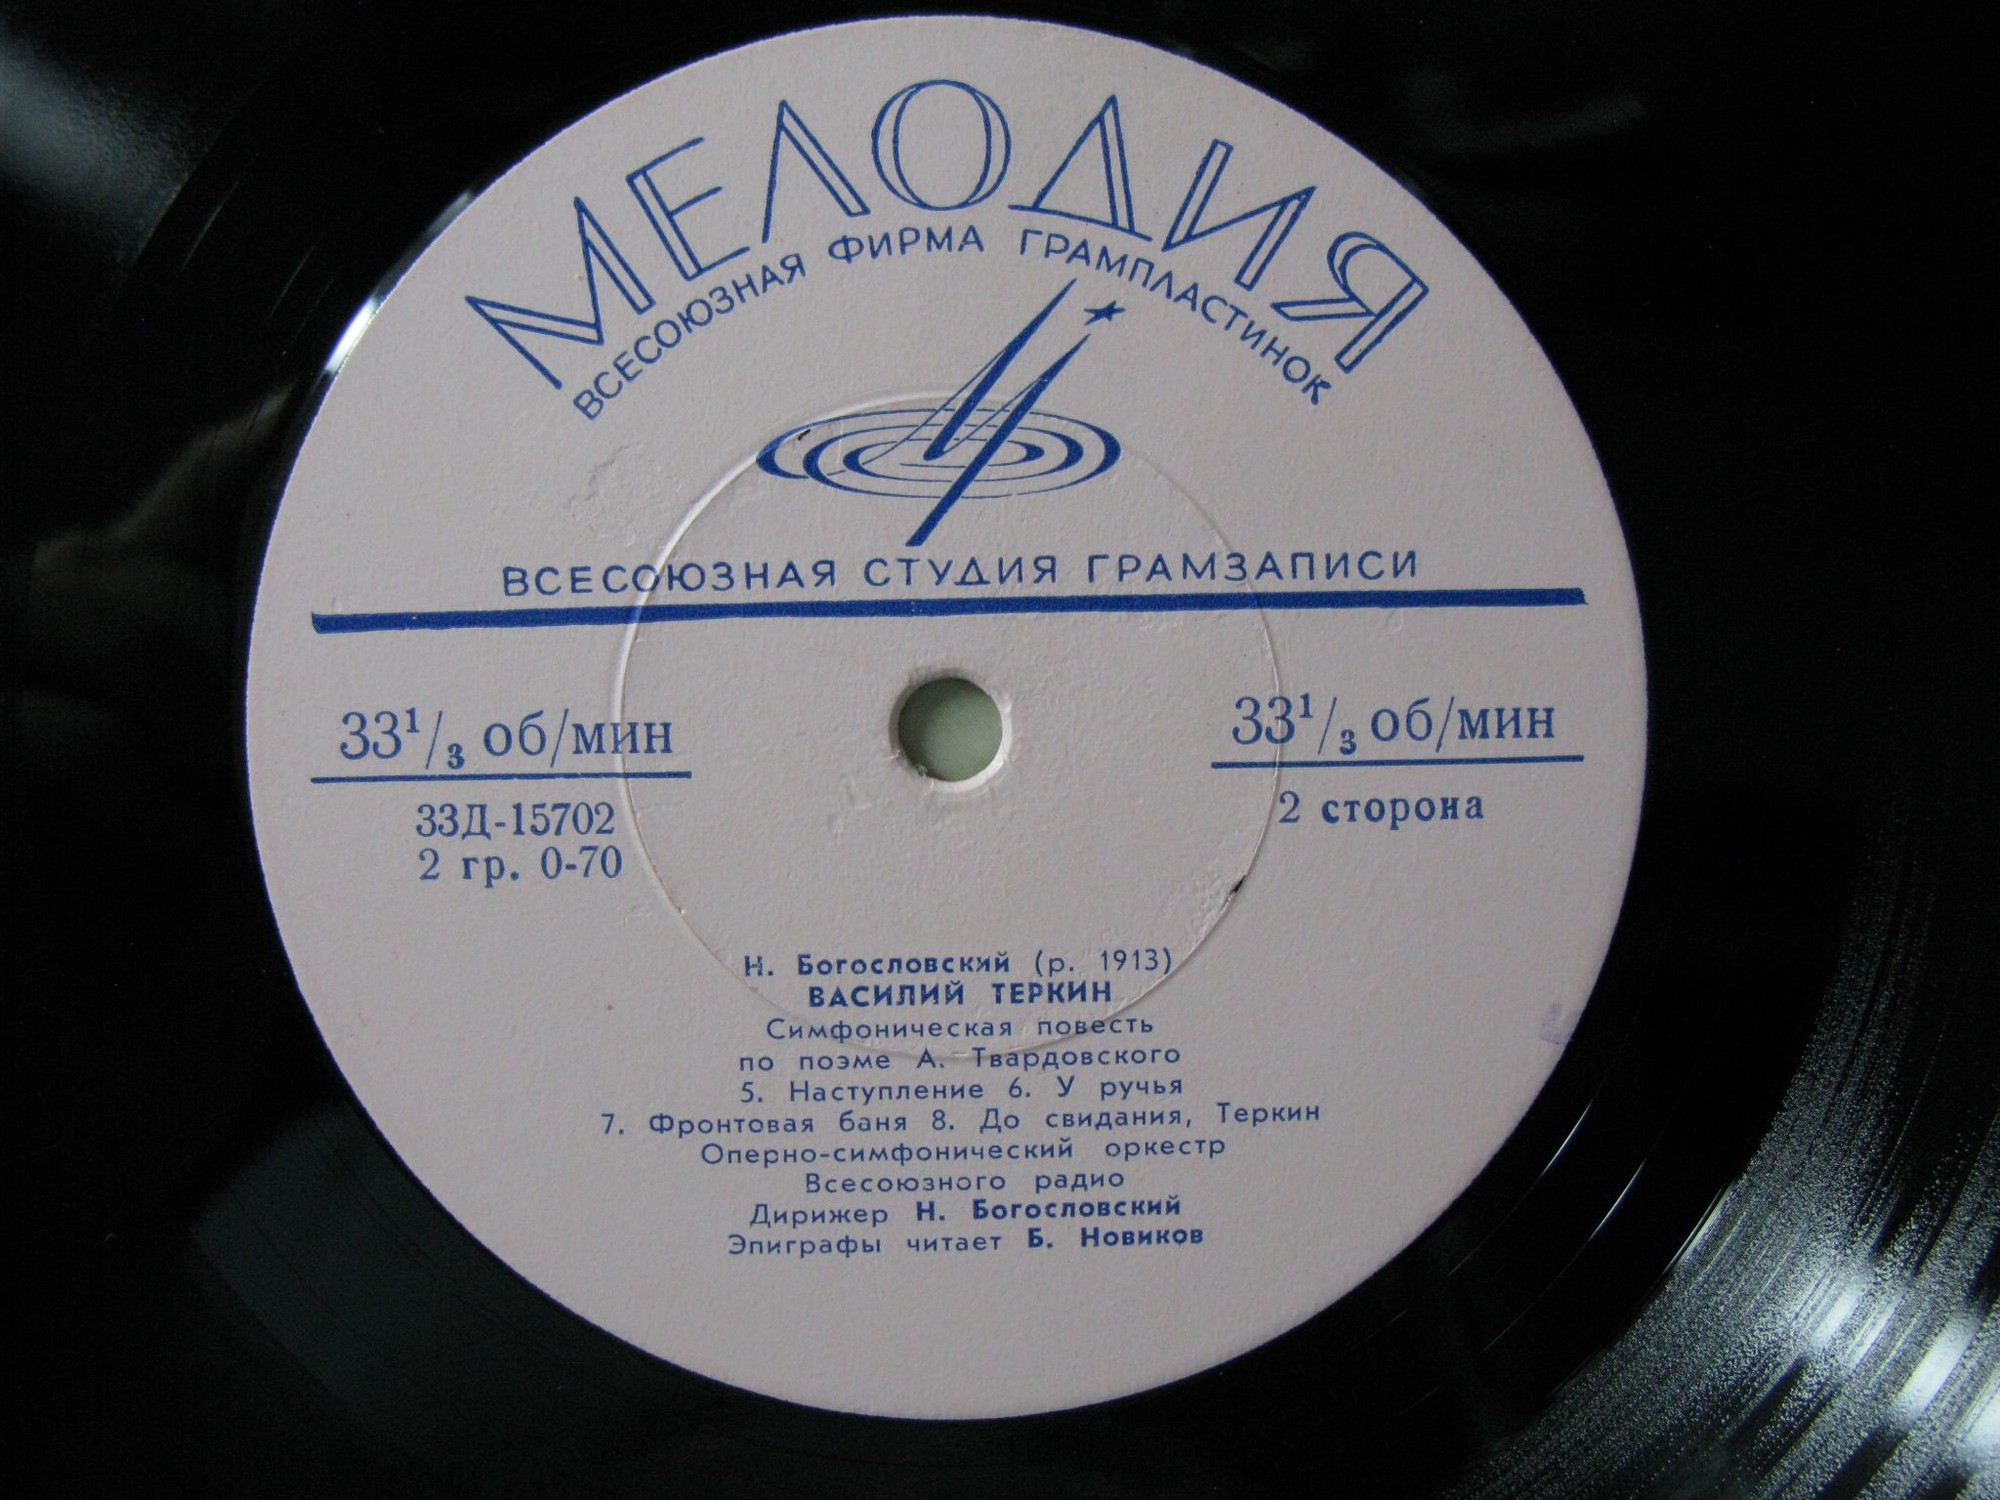 МЕЛОДИЯ
ВСЕСОЮЗНАЯ ФИРМА ГРАМПЛАСТИНОК
ВСЕСОЮЗНАЯ СТУДИЯ ГРАМЗАПИСИ
33¹/₃ об/мин
33¹/₃ об/мин
33Д-15702
2 гр. 0-70
2 сторона
Н. Богословский (р. 1913)
ВАСИЛИЙ ТЕРКИН
Симфоническая повесть
по поэме А. Твардовского
5. Наступление 6. У ручья
7. Фронтовая баня 8. До свидания, Теркин
Оперно-симфонический оркестр
Всесоюзного радио
Дирижер Н. Богословский
Эпиграфы читает Б. Новиков